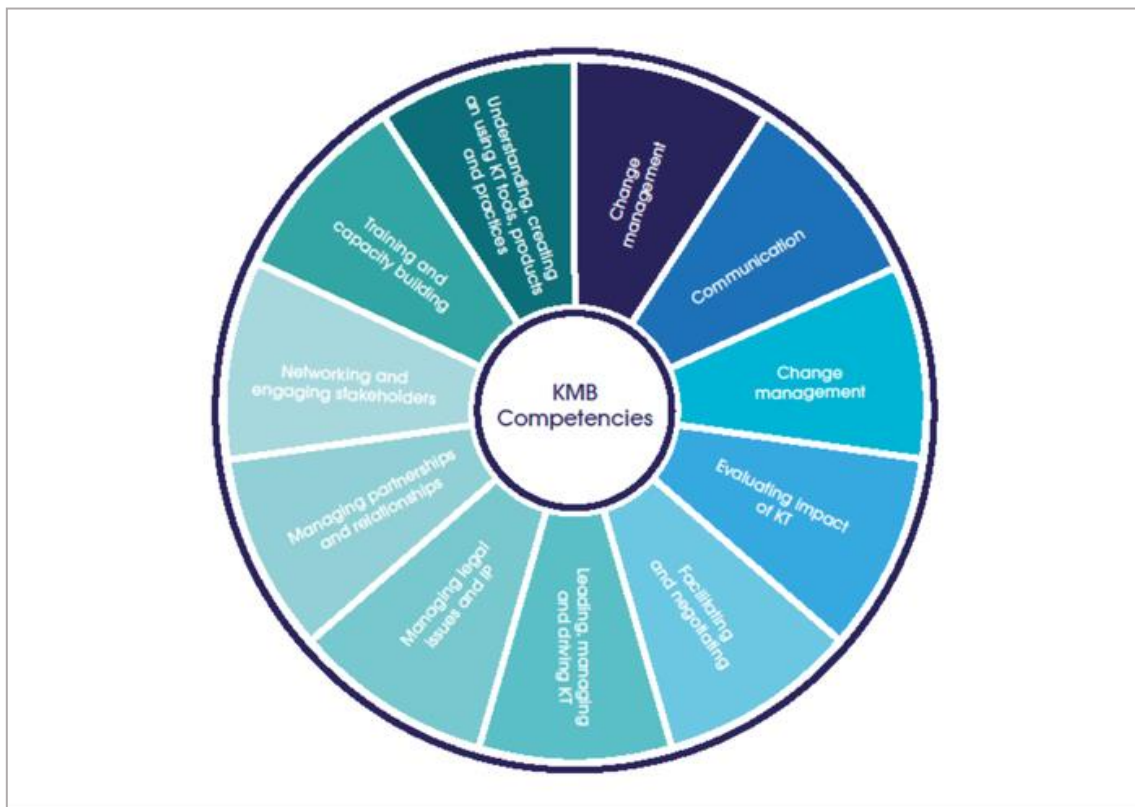 KMB
Competencies
Change
management
Communication
Change
management
Evaluating impact
of KT
Facilitating
and negotiating
Leading, managing
and driving KT
Managing legal
issues and IP
Managing partnerships
and relationships
Networking and
engaging stakeholders
Training and
capacity building
Understanding, creating
an using KT tools, products
and practices